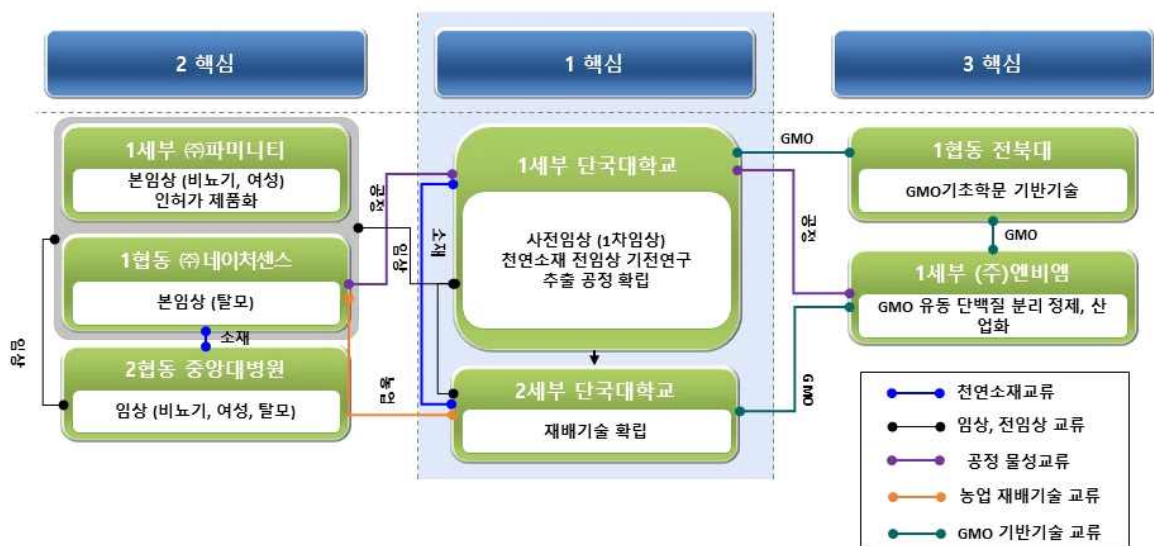 2 핵심
1 핵심
3 핵심
1세부 ㈜파미니티
본임상 (비뇨기, 여성)
인허가 제품화
1협동 ㈜네이처센스
본임상 (탈모)
소재
2협동 중앙대병원
임상 (비뇨기, 여성, 탈모)
임상
공정
임상
소재
농업
1세부 단국대학교
사전임상 (1차임상)
천연소재 전임상 기전연구
추출 공정 확립
2세부 단국대학교
재배기술 확립
GMO
공정
GMO
1협동 전북대
GMO기초학문 기반기술
GMO
1세부 (주)엔비엠
GMO 유동 단백질 분리 정제, 산
업화
천연소재교류
임상, 전임상 교류
공정 물성교류
농업 재배기술 교류
GMO 기반기술 교류